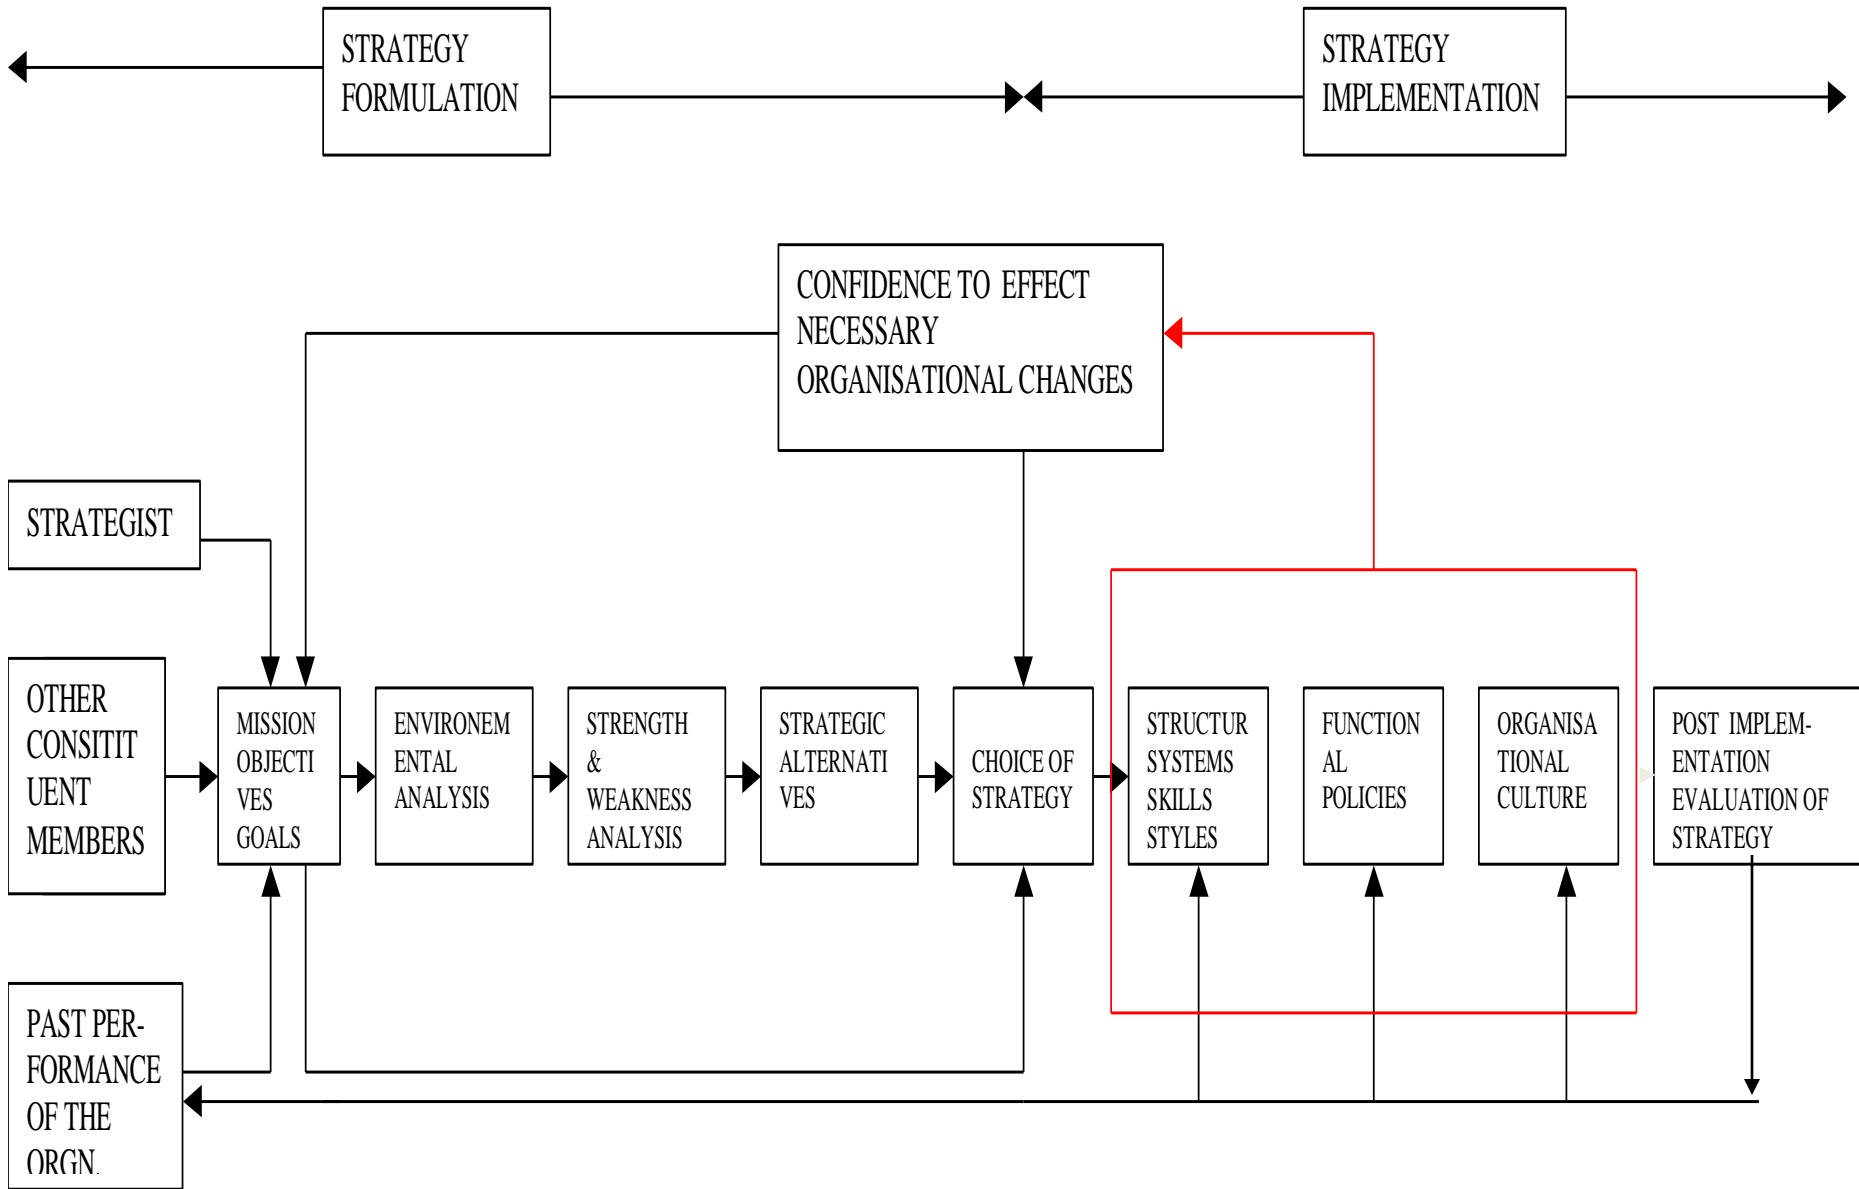 STRATEGY
FORMULATION
STRATEGY
IMPLEMENTATION
CONFIDENCE TO EFFECT
NECESSARY
ORGANISATIONAL CHANGES
STRATEGIST
OTHER
CONSITIT
UENT
MEMBERS
MISSION
OBJECTI
VES
GOALS
ENVIRONEM
ENTAL
ANALYSIS
STRENGTH
&
WEAKNESS
ANALYSIS
STRATEGIC
ALTERNATI
VES
CHOICE OF
STRATEGY
STRUCTUR
SYSTEMS
SKILLS
STYLES
FUNCTION
AL
POLICIES
ORGANISA
TIONAL
CULTURE
POST IMPLEM-
ENTATION
EVALUATION OF
STRATEGY
PAST PER-
FORMANCE
OF THE
ORGN.